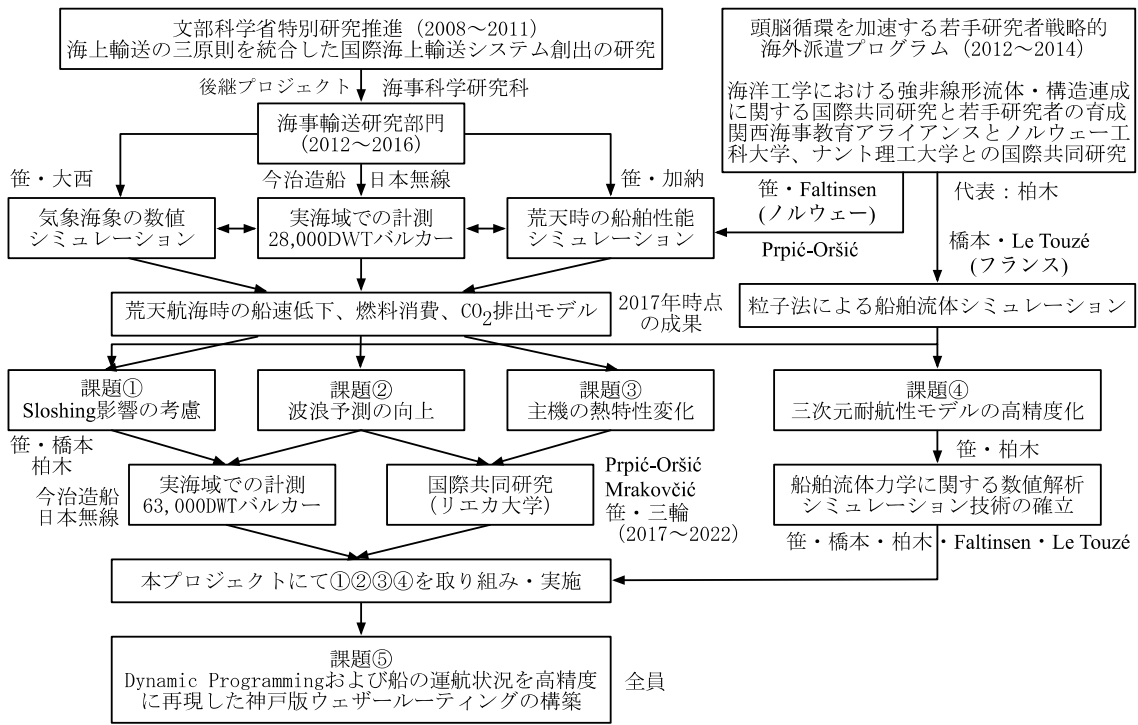 文部科学省特別研究推進（2008～2011）
海上輸送の三原則を統合した国際海上輸送システム創出の研究
頭脳循環を加速する若手研究者戦略的
海外派遣プログラム（2012～2014）
海洋工学における強非線形流体・構造連成
に関する国際共同研究と若手研究者の育成
関西海事教育アライアンスとノルウェー工
科大学、ナント理工大学との国際共同研究
後継プロジェクト
海事科学研究科
海事輸送研究部門
（2012～2016）
笹・大西
今治造船
日本無線
笹・加納
笹・Faltinsen
(ノルウェー)
代表：柏木
気象海象の数値
シミュレーション
実海域での計測
28,000DWTバルカー
荒天時の船舶性能
シミュレーション
Prpić-Oršić
橋本・Le Touzé
(フランス)
荒天航海時の船速低下、燃料消費、CO₂排出モデル
2017年時点
の成果
粒子法による船舶流体シミュレーション
課題①
Sloshing影響の考慮
課題②
波浪予測の向上
課題③
主機の熱特性変化
課題④
三次元耐航性モデルの高精度化
笹・橋本
柏木
笹・柏木
今治造船
日本無線
実海域での計測
63,000DWTバルカー
国際共同研究
(リエカ大学)
Prpić-Oršić
Mrakovčić
笹・三輪
（2017～2022）
船舶流体力学に関する数値解析
シミュレーション技術の確立
笹・橋本・柏木・Faltinsen・Le Touzé
本プロジェクトにて①②③④を取り組み・実施
課題⑤
Dynamic Programmingおよび船の運航状況を高精度
に再現した神戸版ウェザールーティングの構築
全員